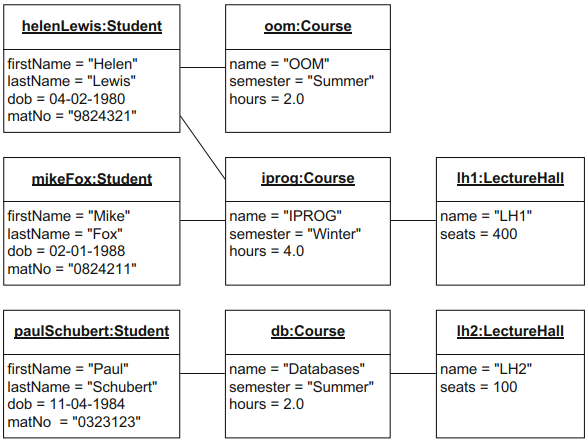 helenLewis:Student
firstName = "Helen"
lastName = "Lewis"
dob = 04-02-1980
matNo = "9824321"
oom:Course
name = "OOM"
semester = "Summer"
hours = 2.0
mikeFox:Student
firstName = "Mike"
lastName = "Fox"
dob = 02-01-1988
matNo = "0824211"
iprog:Course
name = "IPROG"
semester = "Winter"
hours = 4.0
lh1:LectureHall
name = "LH1"
seats = 400
paulSchubert:Student
firstName = "Paul"
lastName = "Schubert"
dob = 11-04-1984
matNo  = "0323123"
db:Course
name = "Databases"
semester = "Summer"
hours = 2.0
lh2:LectureHall
name = "LH2"
seats = 100